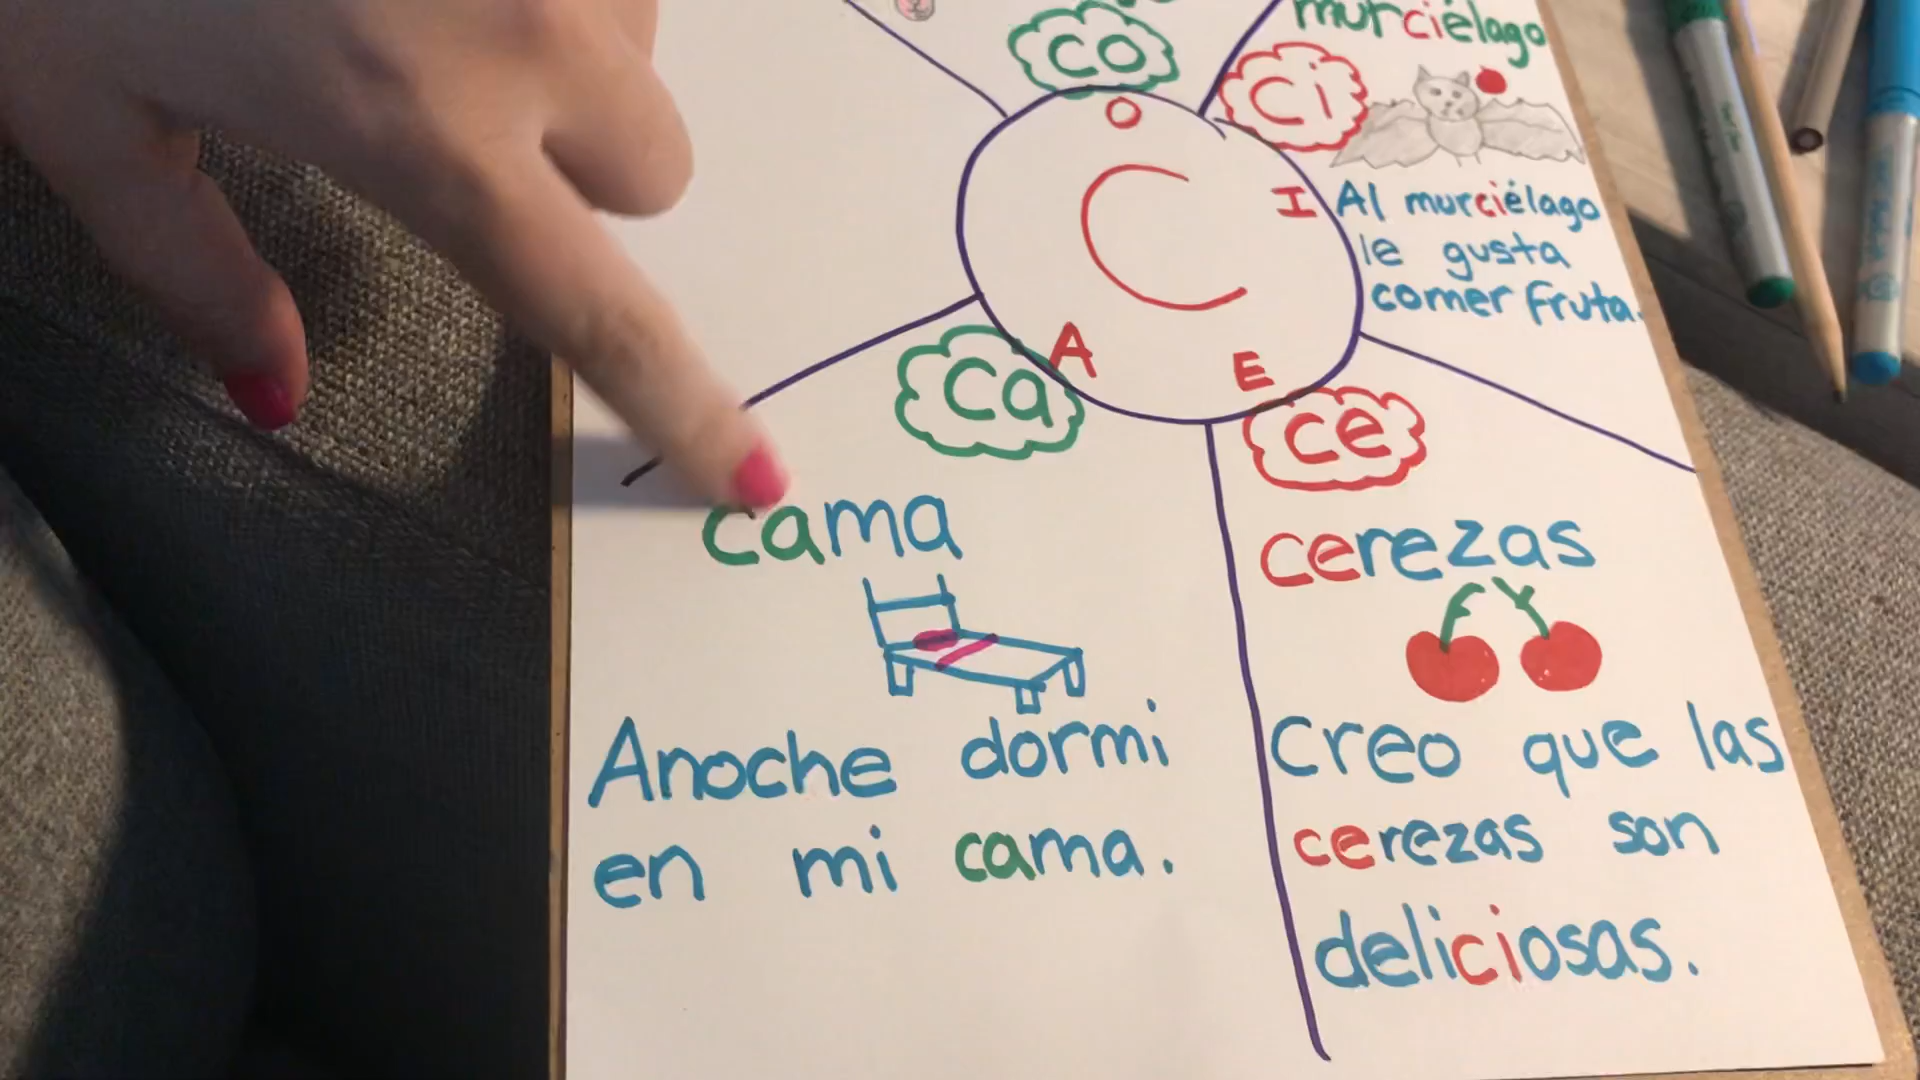 co
murciélago
ci
O
C
I
Al murciélago
le gusta
comer fruta.
A
E
ca
ce
cama
cerezas
Anoche dormi
en mi cama.
Creo que las
cerezas son
deliciosas.